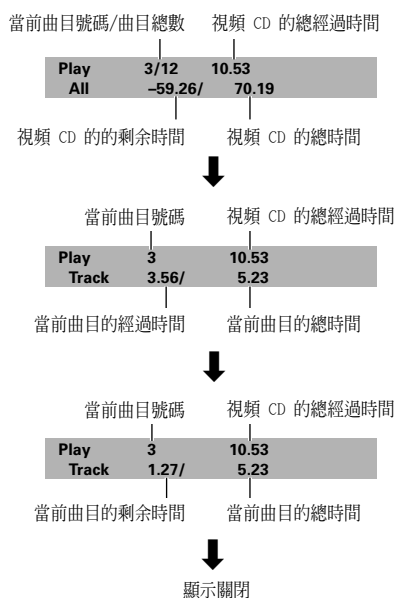 當前曲目號碼/曲目總數 視頻 CD 的總經過時間
Play 3/12 10.53
All –59.26/ 70.19
視頻 CD 的的剩余時間 視頻 CD 的總時間
當前曲目號碼 視頻 CD 的總經過時間
Play 3 10.53
Track 3.56/ 5.23
當前曲目的經過時間 當前曲目的總時間
當前曲目號碼 視頻 CD 的總經過時間
Play 3 10.53
Track 1.27/ 5.23
當前曲目的剩余時間 當前曲目的總時間
顯示關閉